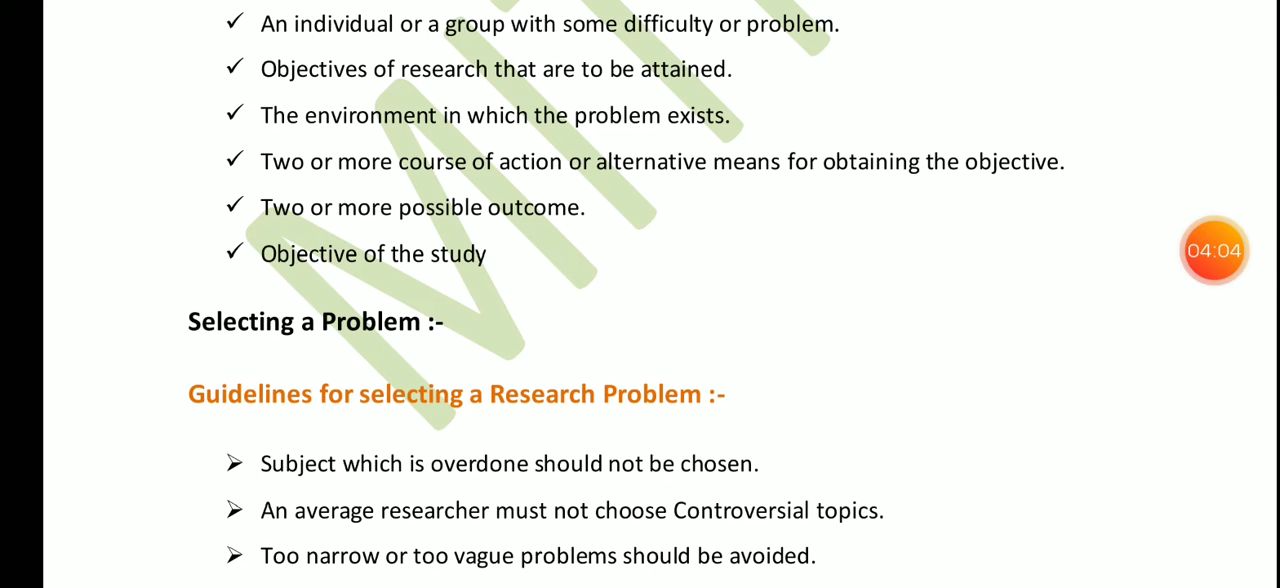 An individual or a group with some difficulty or problem.
Objectives of research that are to be attained.
The environment in which the problem exists.
Two or more course of action or alternative means for obtaining the objective.
Two or more possible outcome.
Objective of the study
04:04
Selecting a Problem :-
Guidelines for selecting a Research Problem :-
Subject which is overdone should not be chosen.
An average researcher must not choose Controversial topics.
Too narrow or too vague problems should be avoided.